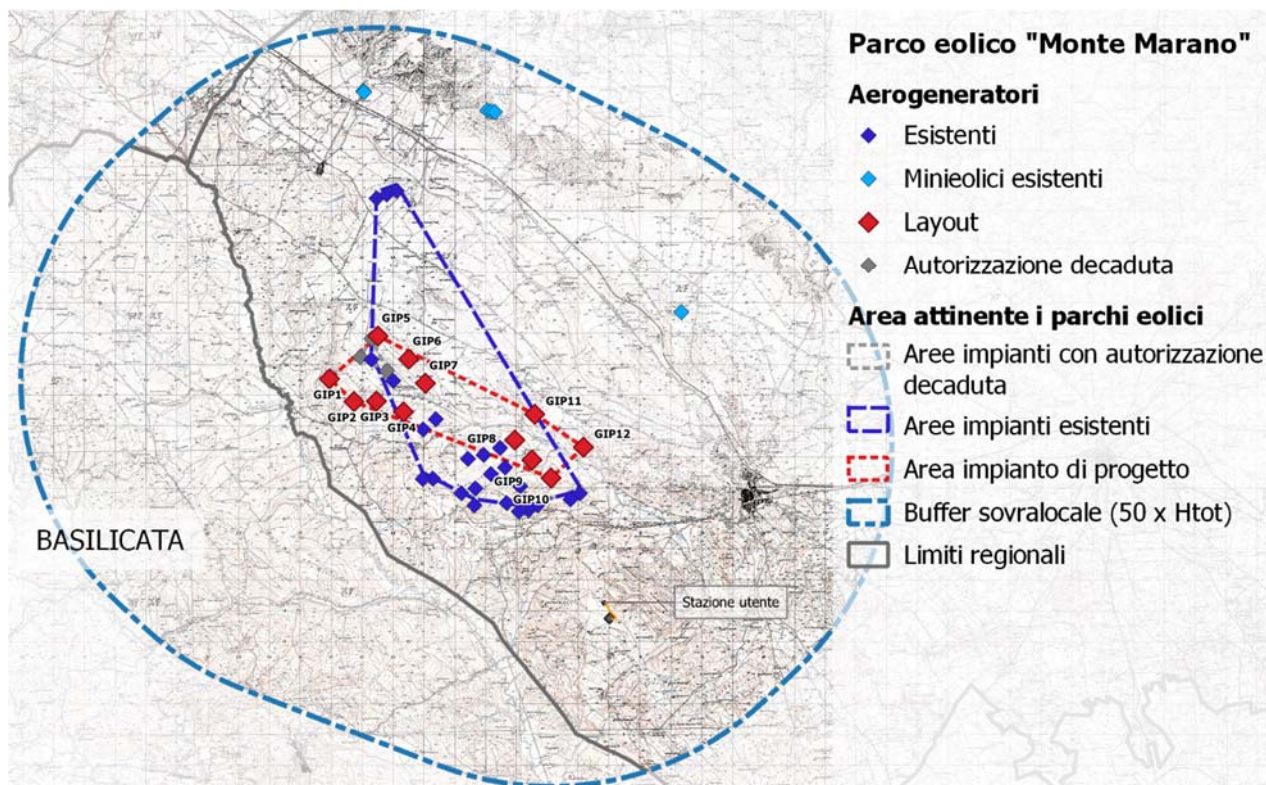 Parco eolico "Monte Marano"
Aerogeneratori
Esistenti
Minieolici esistenti
Layout
Autorizzazione decaduta
Area attinente i parchi eolici
Aree impianti con autorizzazione
decaduta
Aree impianti esistenti
Area impianto di progetto
Buffer sovralocale (50 x Htot)
Limiti regionali
GIP5
GIP6
GIP7
GIP1
GIP2
GIP3
GIP4
GIP11
GIP8
GIP12
GIP9
GIP10
BASILICATA
Stazione utente